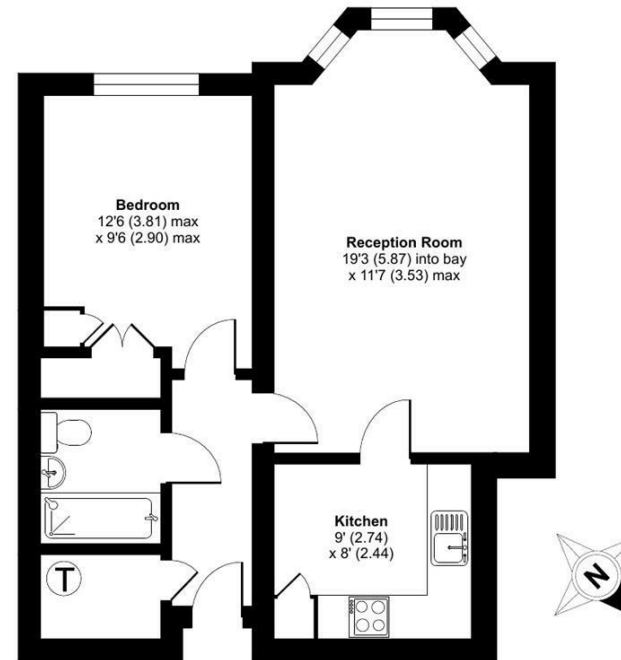 Bedroom
12'6 (3.81) max
x 9'6 (2.90) max
Reception Room
19'3 (5.87) into bay
x 11'7 (3.53) max
Kitchen
9' (2.74)
x 8' (2.44)
T
N